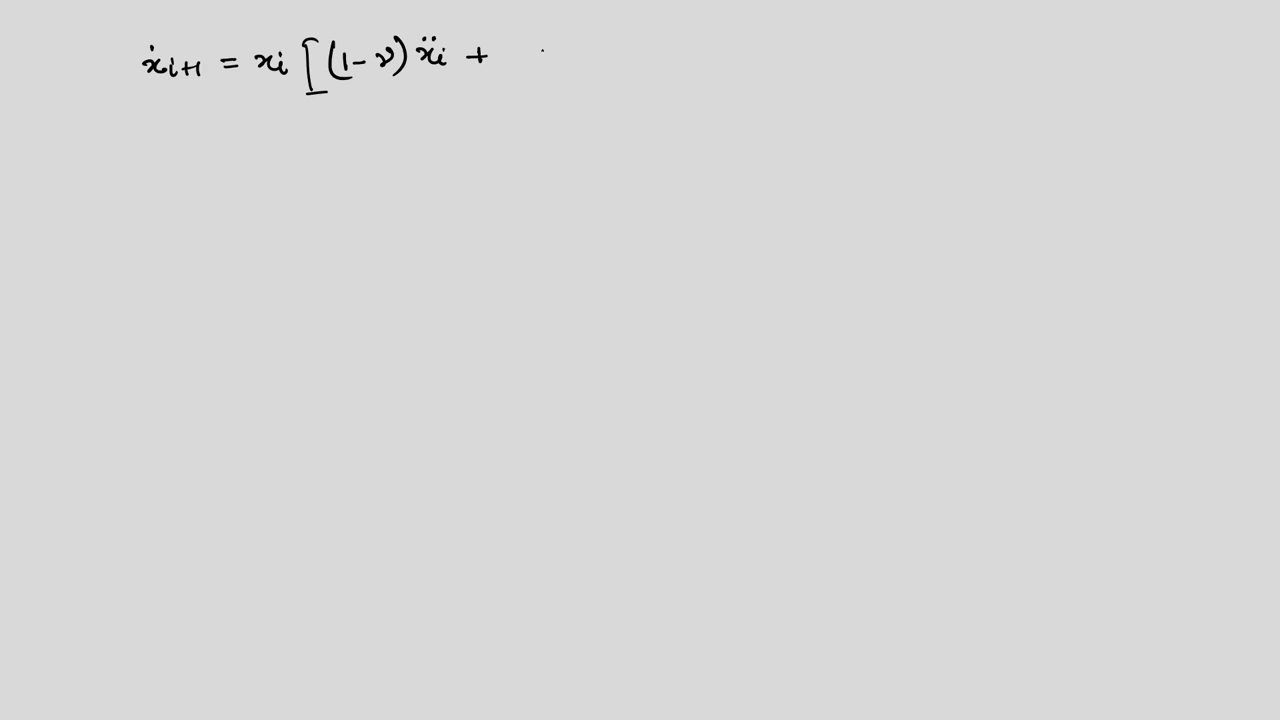 ẋᵢ₊₁ = xᵢ [(1-ν) ẍᵢ +